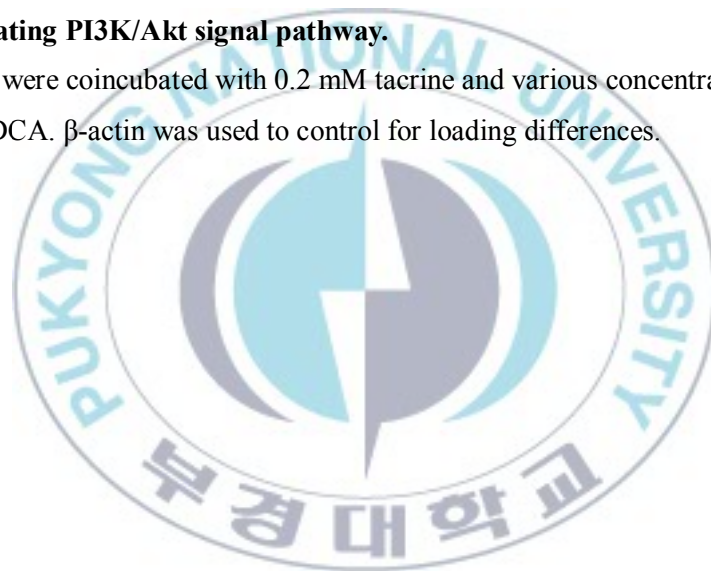 ating PI3K/Akt signal pathway.
were coincubated with 0.2 mM tacrine and various concentra
DCA. β-actin was used to control for loading differences.
PUKYONG NATIONAL UNIVERSITY
부경대학교